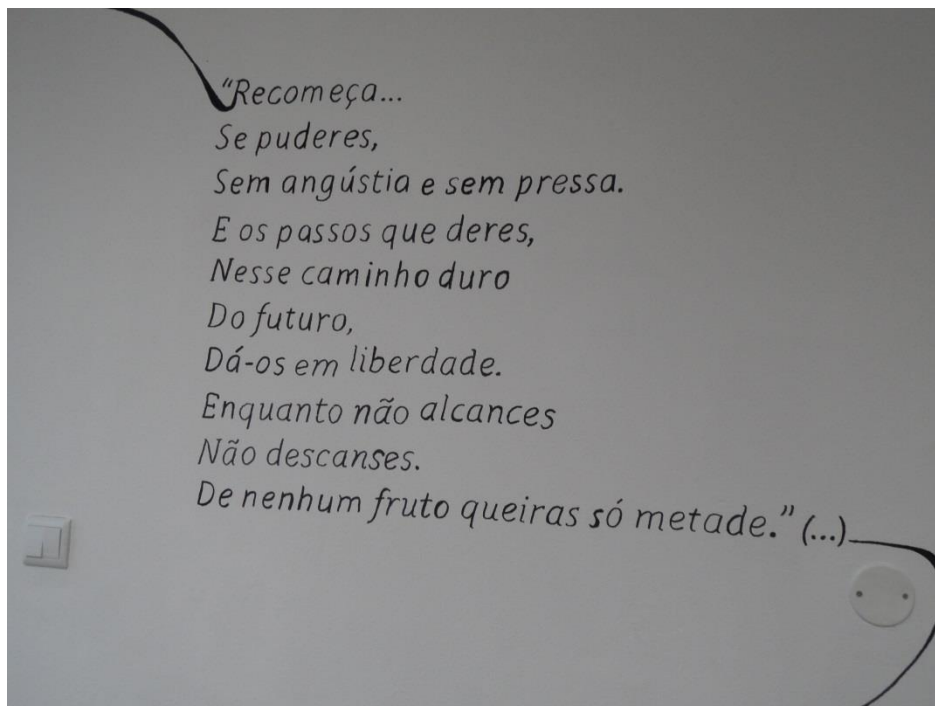 “Recomeça...
Se puderes,
Sem angústia e sem pressa.
E os passos que deres,
Nesse caminho duro
Do futuro,
Dá-os em liberdade.
Enquanto não alcances
Não descanses.
De nenhum fruto queiras só metade.” (...)